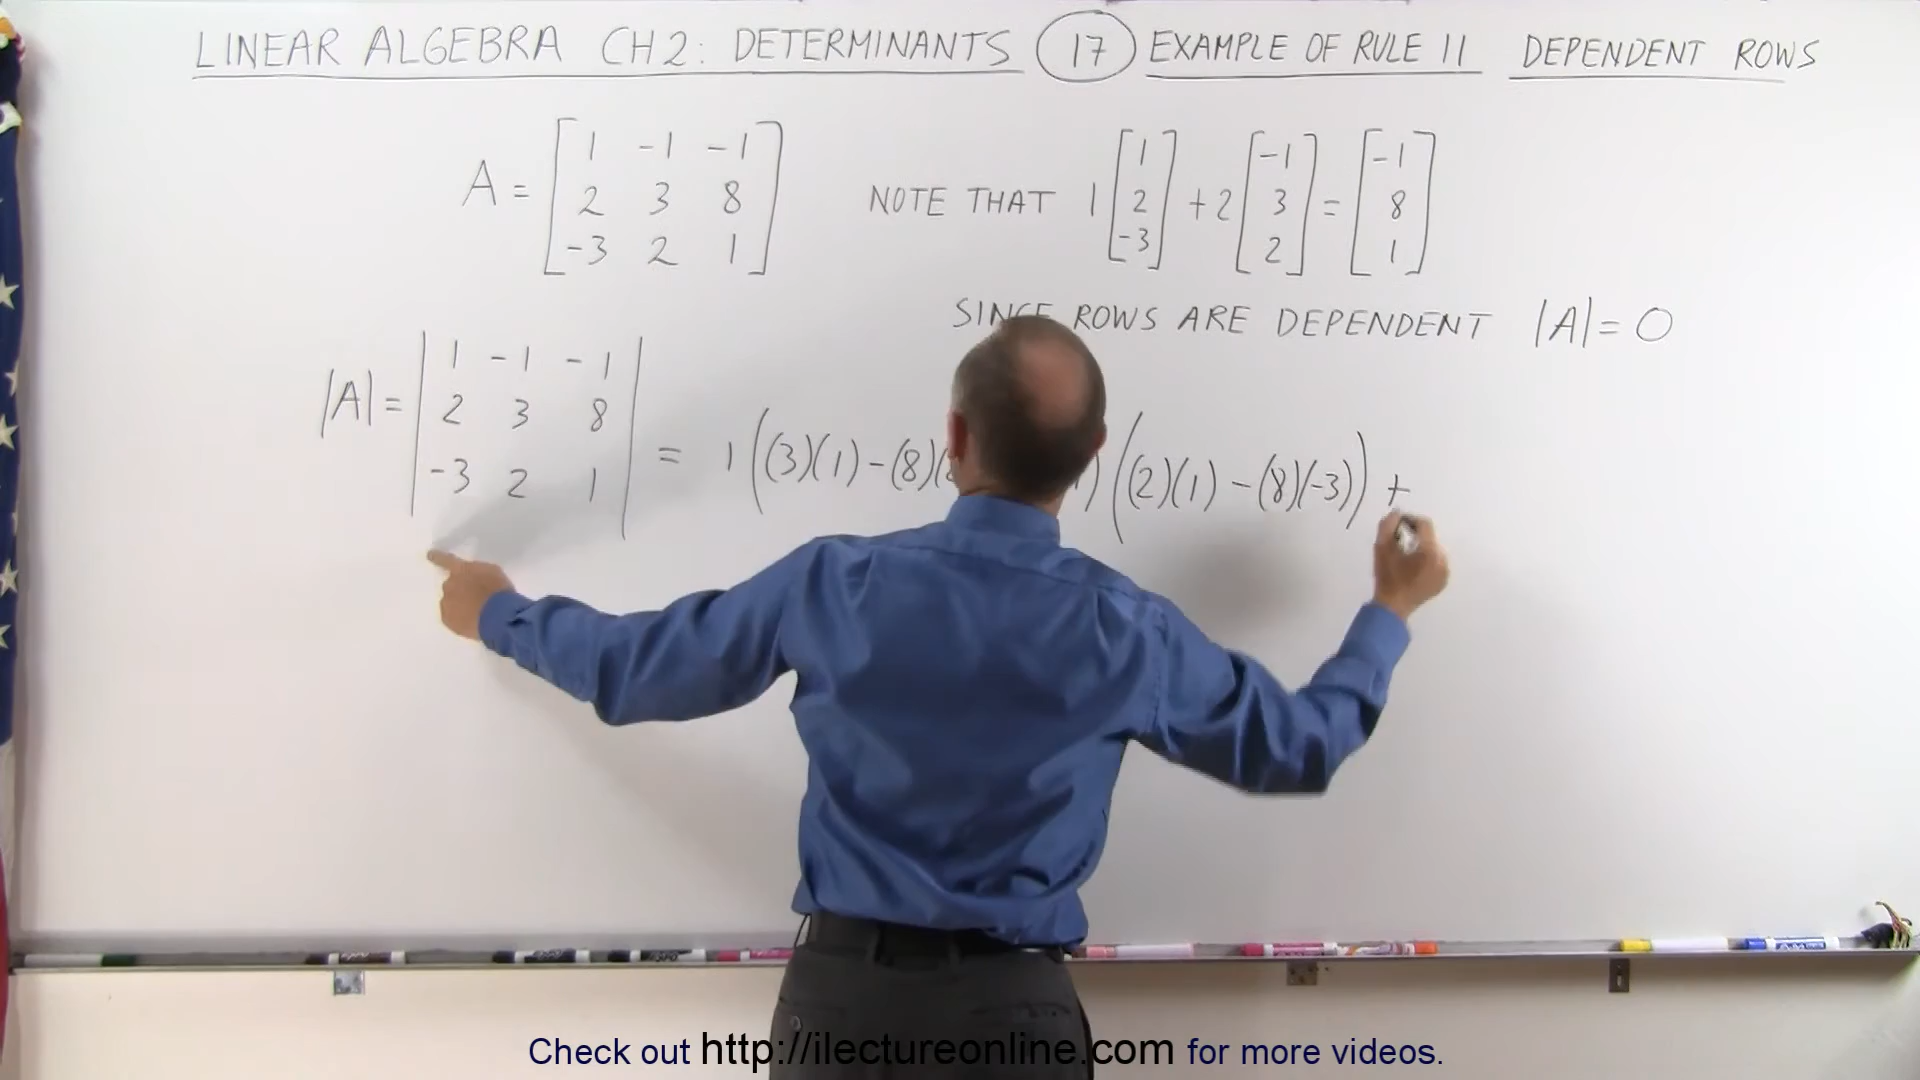 LINEAR ALGEBRA CH2: DETERMINANTS 17 EXAMPLE OF RULE 11 DEPENDENT ROWS
A = [ 1 -1 -1
2 3 8
-3 2 1 ]
NOTE THAT 1 [ 1 2 -3 ] + 2 [ -1 3 2 ] = [ -1 8 1 ]
SINCE ROWS ARE DEPENDENT |A| = 0
|A| = | 1 -1 -1
2 3 8
-3 2 1 |
= 1 ((3)(1) - (8)( ) ((2)(1) - (8)(-3)) +
Check out http://ilectureonline.com for more videos.